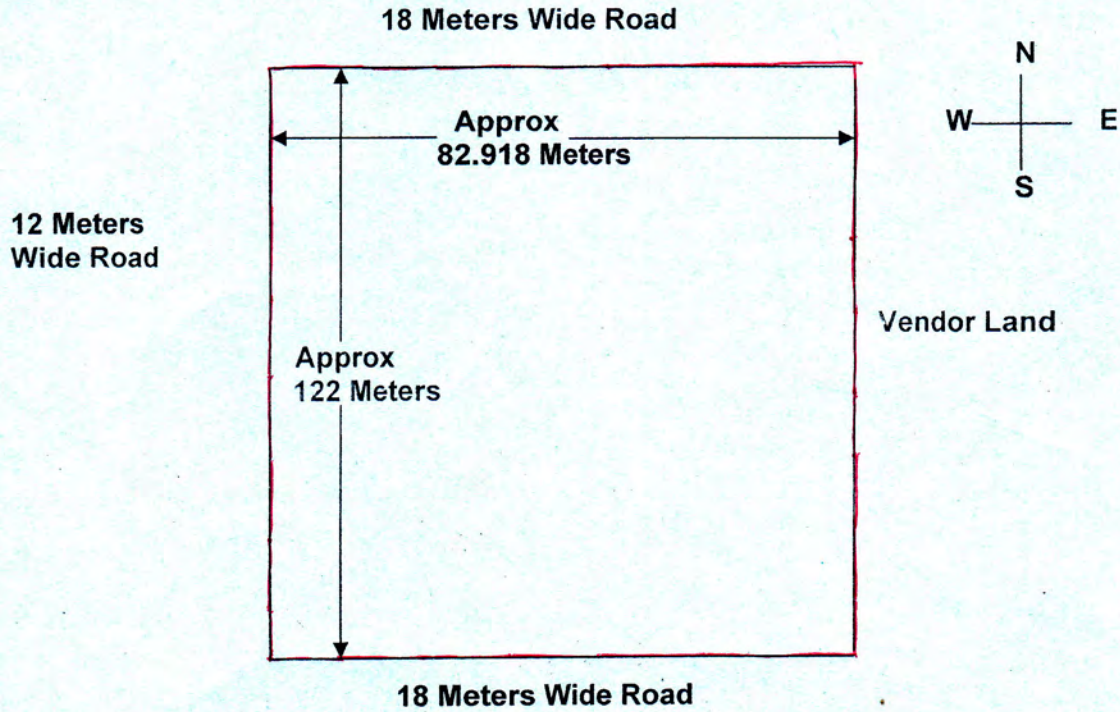 18 Meters Wide Road
N
W E
S
Approx
82.918 Meters
12 Meters
Wide Road
Vendor Land
Approx
122 Meters
18 Meters Wide Road